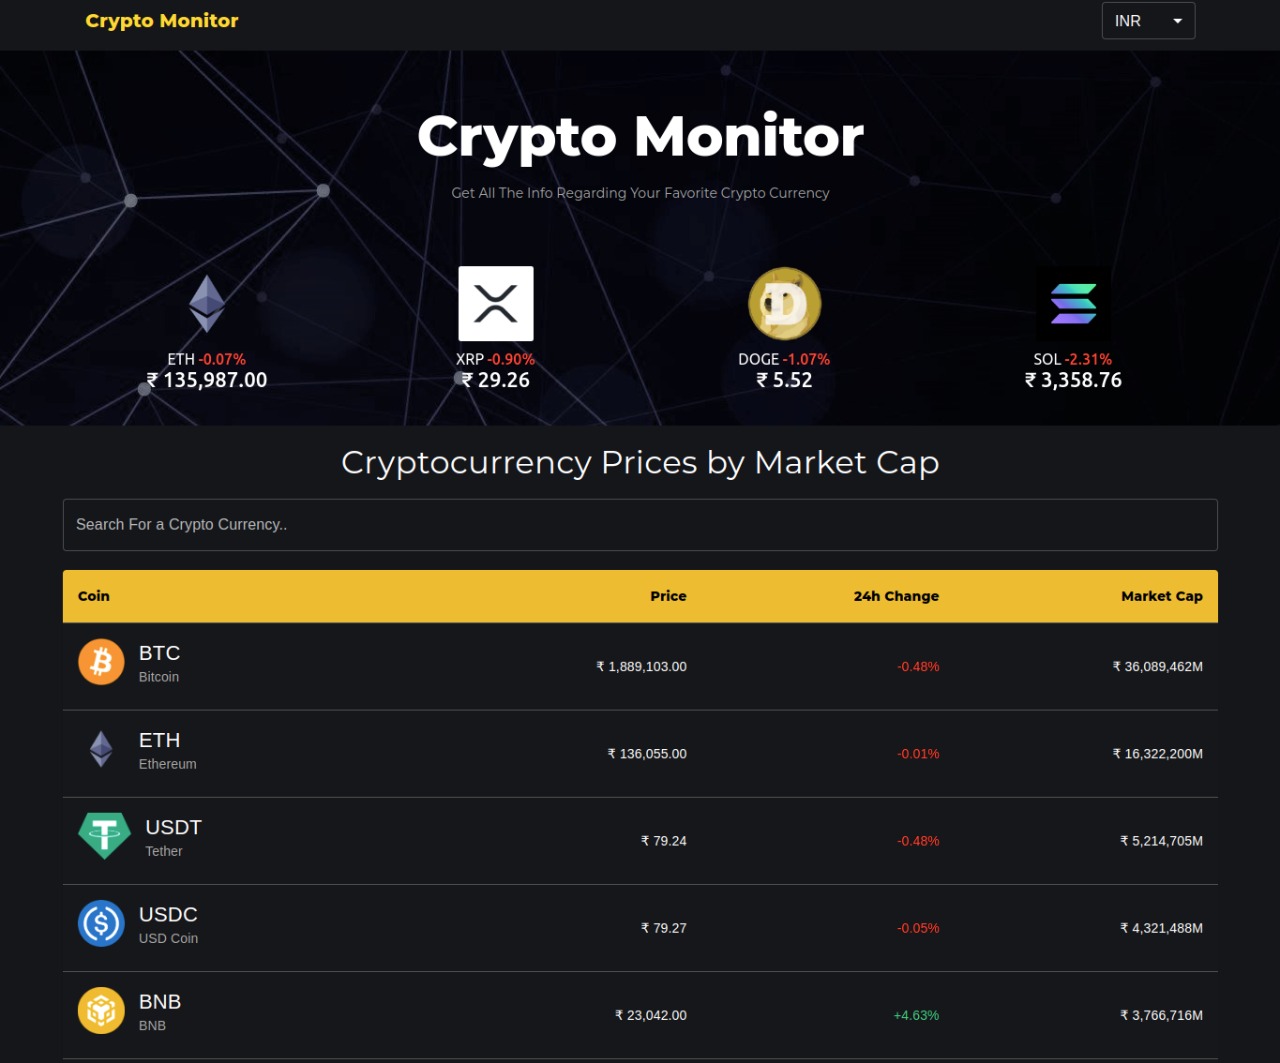 Crypto Monitor
INR
Crypto Monitor
Get All The Info Regarding Your Favorite Crypto Currency
ETH -0.07%
₹ 135,987.00
XRP -0.90%
₹ 29.26
DOGE -1.07%
₹ 5.52
SOL -2.31%
₹ 3,358.76
Cryptocurrency Prices by Market Cap
Search For a Crypto Currency..
Coin Price 24h Change Market Cap
BTC
Bitcoin
₹ 1,889,103.00 -0.48% ₹ 36,089,462M
ETH
Ethereum
₹ 136,055.00 -0.01% ₹ 16,322,200M
USDT
Tether
₹ 79.24 -0.48% ₹ 5,214,705M
USDC
USD Coin
₹ 79.27 -0.05% ₹ 4,321,488M
BNB
BNB
₹ 23,042.00 +4.63% ₹ 3,766,716M